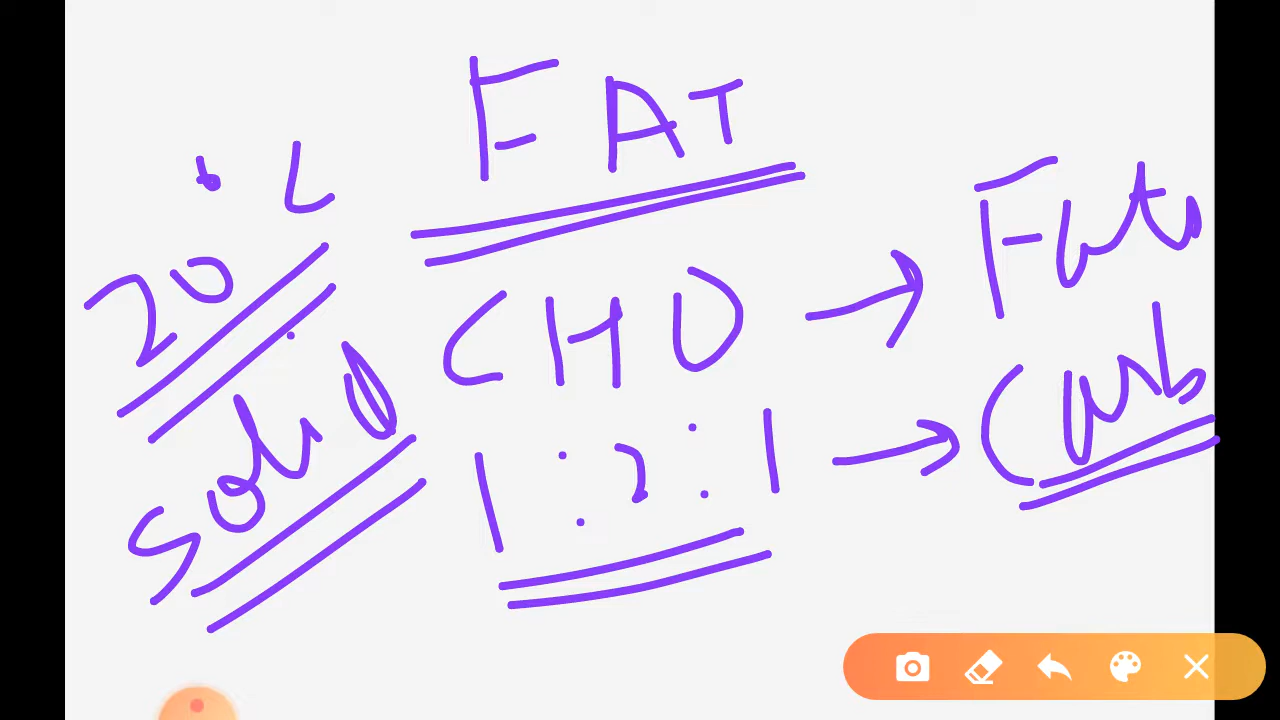 FAT
°C
20
CHO → Fats
1 : 2 : 1 → Carb
Solid